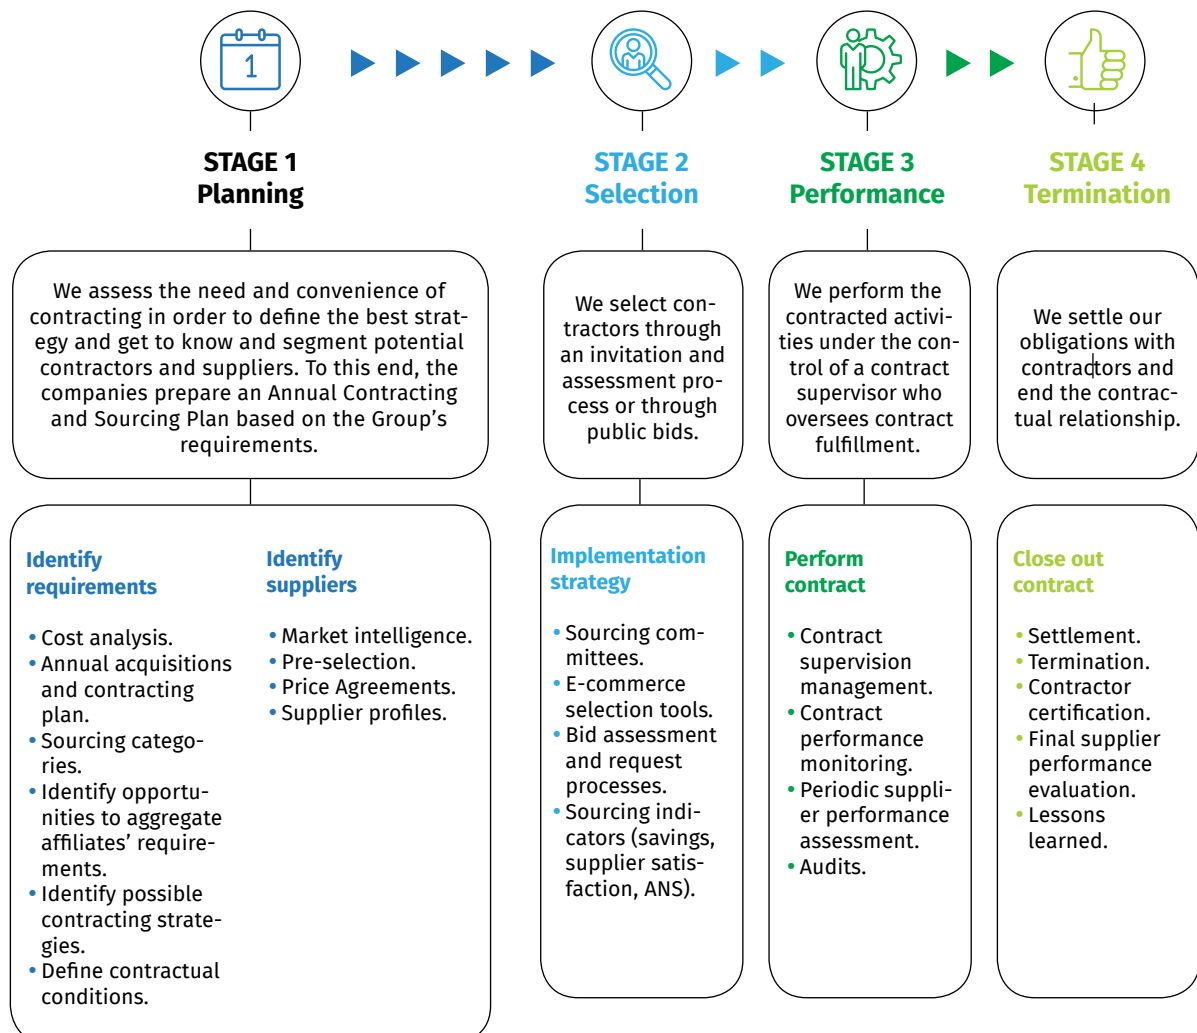 1
STAGE 1
Planning
We assess the need and convenience of
contracting in order to define the best strat-
egy and get to know and segment potential
contractors and suppliers. To this end, the
companies prepare an Annual Contracting
and Sourcing Plan based on the Group's
requirements.
Identify
requirements
• Cost analysis.
• Annual acquisitions
and contracting
plan.
• Sourcing catego-
ries.
• Identify opportu-
nities to aggregate
affiliates' require-
ments.
• Identify possible
contracting strate-
gies.
• Define contractual
conditions.
Identify
suppliers
• Market intelligence.
• Pre-selection.
• Price Agreements.
• Supplier profiles.
STAGE 2
Selection
We select con-
tractors through
an invitation and
assessment pro-
cess or through
public bids.
Implementation
strategy
• Sourcing com-
mittees.
• E-commerce
selection tools.
• Bid assessment
and request
processes.
• Sourcing indi-
cators (savings,
supplier satis-
faction, ANS).
STAGE 3
Performance
We perform the
contracted activi-
ties under the con-
trol of a contract
supervisor who
oversees contract
fulfillment.
Perform
contract
• Contract
supervision
management.
• Contract
performance
monitoring.
• Periodic suppli-
er performance
assessment.
• Audits.
STAGE 4
Termination
We settle our
obligations with
contractors and
end the contrac-
tual relationship.
Close out
contract
• Settlement.
• Termination.
• Contractor
certification.
• Final supplier
performance
evaluation.
• Lessons
learned.